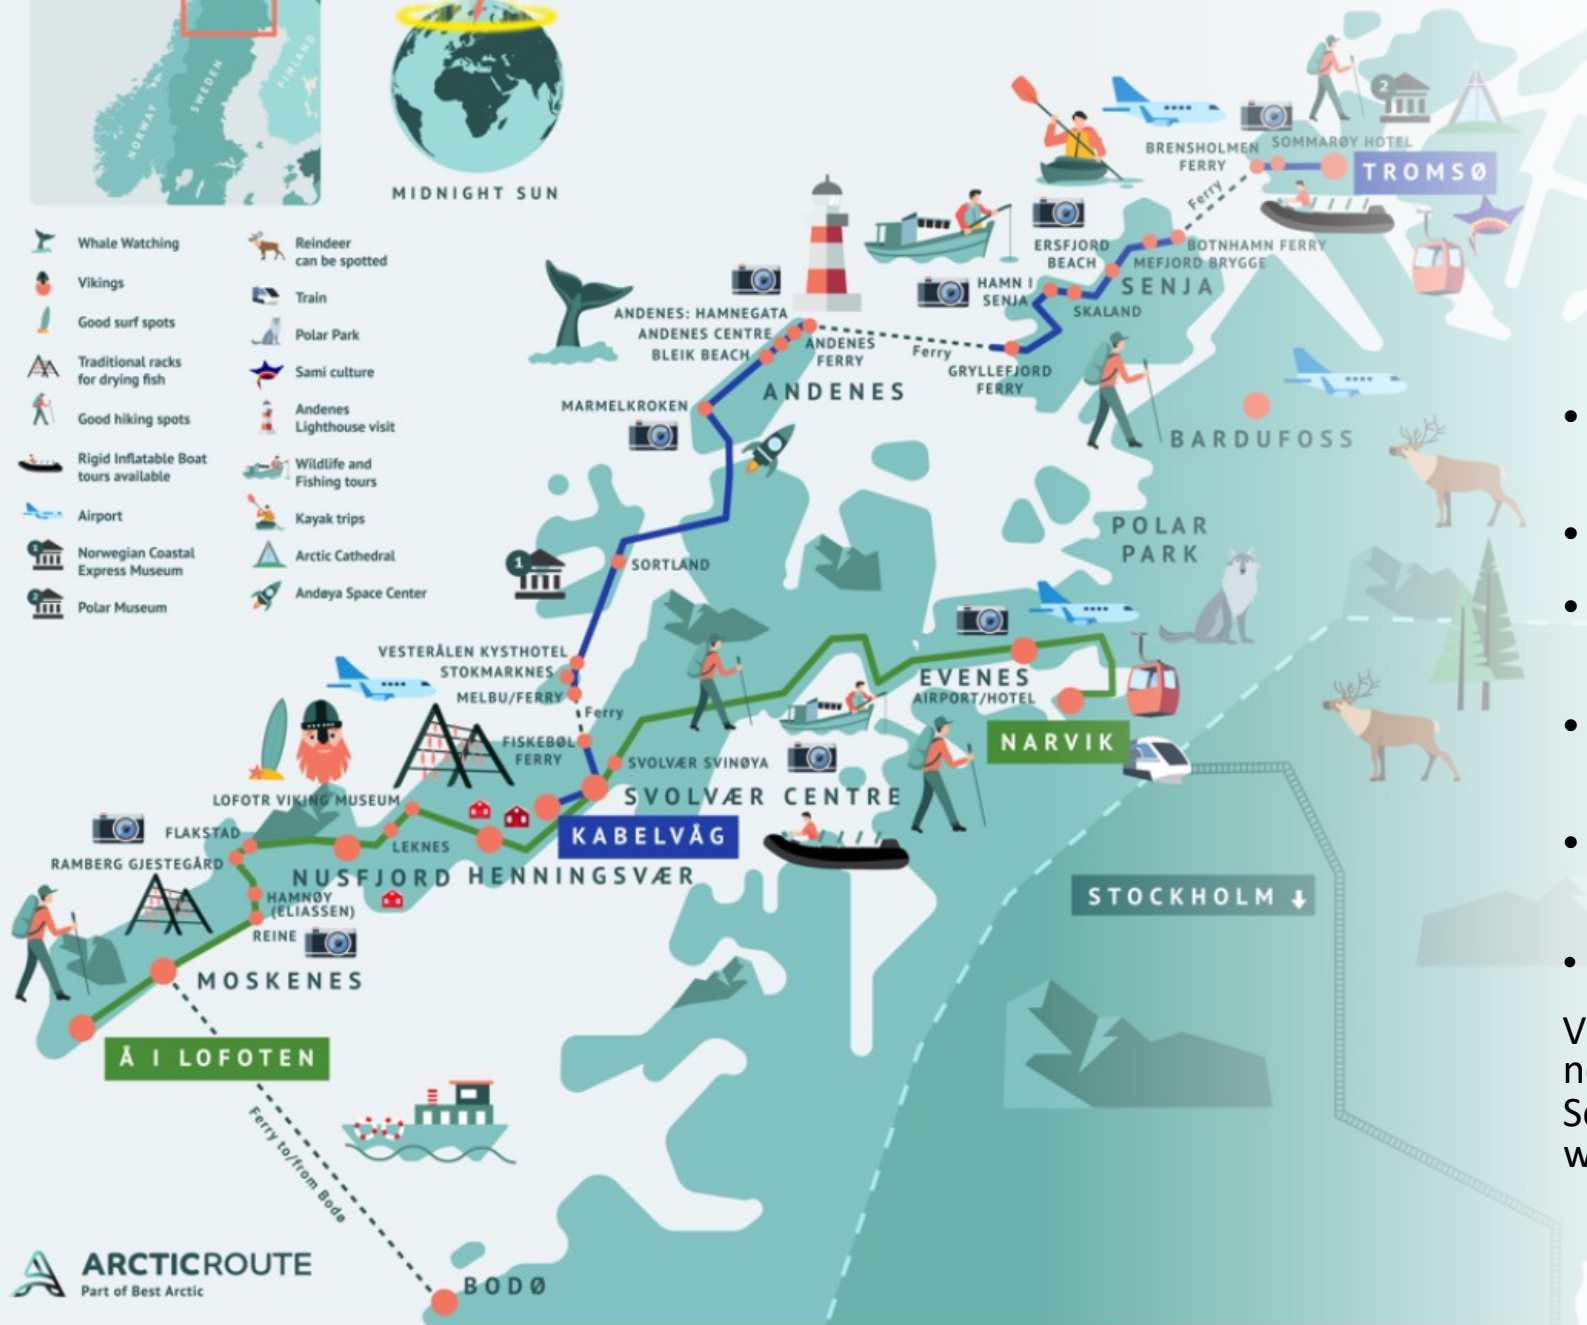 NORWAY
SWEDEN
FINLAND
MIDNIGHT SUN
Whale Watching
Vikings
Good surf spots
Traditional racks
for drying fish
Good hiking spots
Rigid Inflatable Boat
tours available
Airport
1
Norwegian Coastal
Express Museum
2
Polar Museum
Reindeer
can be spotted
Train
Polar Park
Sami culture
Andenes
Lighthouse visit
Wildlife and
Fishing tours
Kayak trips
Arctic Cathedral
Andøya Space Center
2
BRENSHOLMEN
FERRY
SOMMARØY HOTEL
TROMSØ
Ferry
ERSFJORD
BEACH
BOTNHAMN FERRY
MEFJORD BRYGGE
HAMN I
SENJA
SENJA
SKALAND
ANDENES: HAMNEGATA
ANDENES CENTRE
BLEIK BEACH
ANDENES
FERRY
Ferry
GRYLLEFJORD
FERRY
ANDENES
MARMELKROKEN
BARDUFOSS
POLAR
PARK
1
SORTLAND
VESTERÅLEN KYSTHOTEL
STOKMARKNES
MELBU/FERRY
Ferry
FISKEBØL
FERRY
EVENES
AIRPORT/HOTEL
NARVIK
SVOLVÆR SVINØYA
SVOLVÆR CENTRE
KABELVÅG
LOFOTR VIKING MUSEUM
FLAKSTAD
RAMBERG GJESTEGÅRD
LEKNES
NUSFJORD
HENNINGSVÆR
HAMNØY
(ELIASSEN)
REINE
MOSKENES
STOCKHOLM
Å I LOFOTEN
Ferry to/from Bodø
BODØ
ARCTICROUTE
Part of Best Arctic